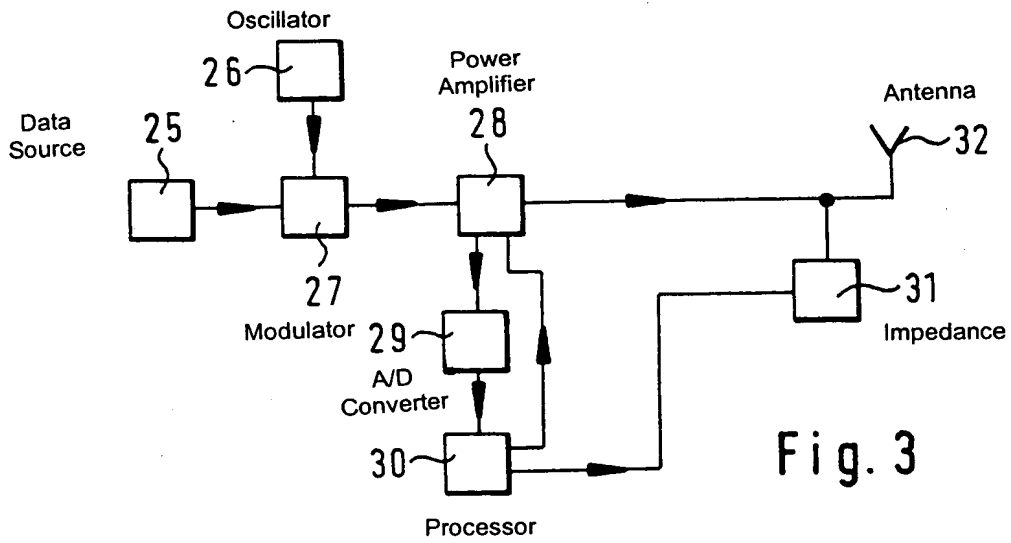 Oscillator
26
Power
Amplifier
28
Antenna
32
Data
Source
25
27
Modulator
29
A/D
Converter
31
Impedance
30
Processor
Fig. 3